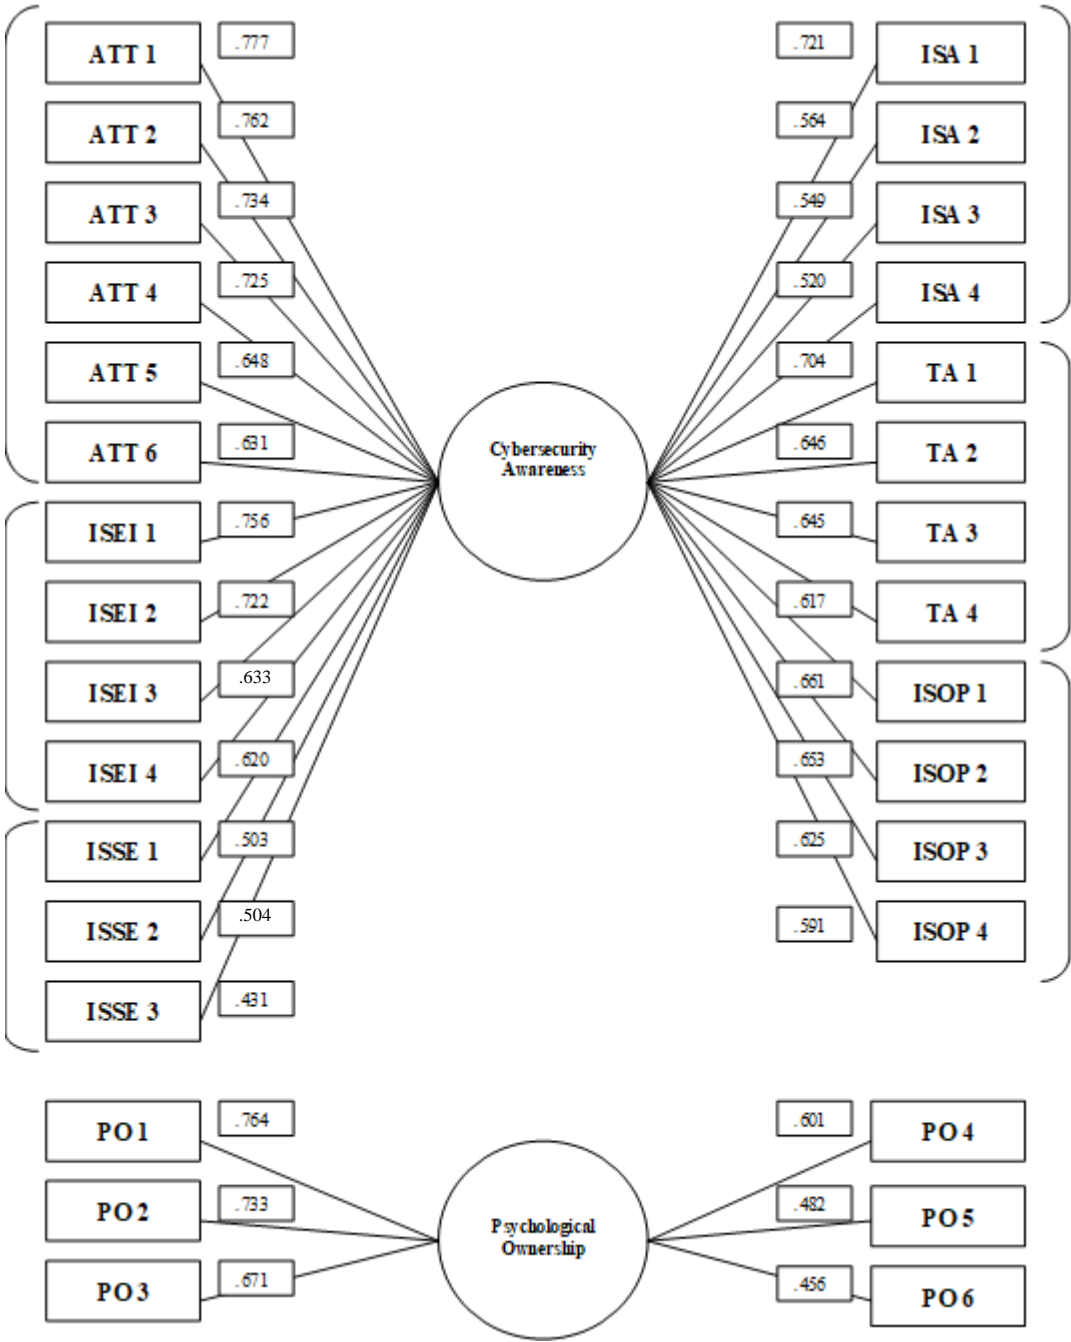 ATT 1
.777
ATT 2
.762
ATT 3
.734
ATT 4
.725
ATT 5
.648
ATT 6
.631
ISEI 1
.756
ISEI 2
.722
ISEI 3
.633
ISEI 4
.620
ISSE 1
.503
ISSE 2
.504
ISSE 3
.431
Cybersecurity
Awareness
.721
ISA 1
.564
ISA 2
.549
ISA 3
.520
ISA 4
.704
TA 1
.646
TA 2
.645
TA 3
.617
TA 4
.661
ISOP 1
.653
ISOP 2
.625
ISOP 3
.591
ISOP 4
PO 1
.764
PO 2
.733
PO 3
.671
Psychological
Ownership
.601
PO 4
.482
PO 5
.456
PO 6